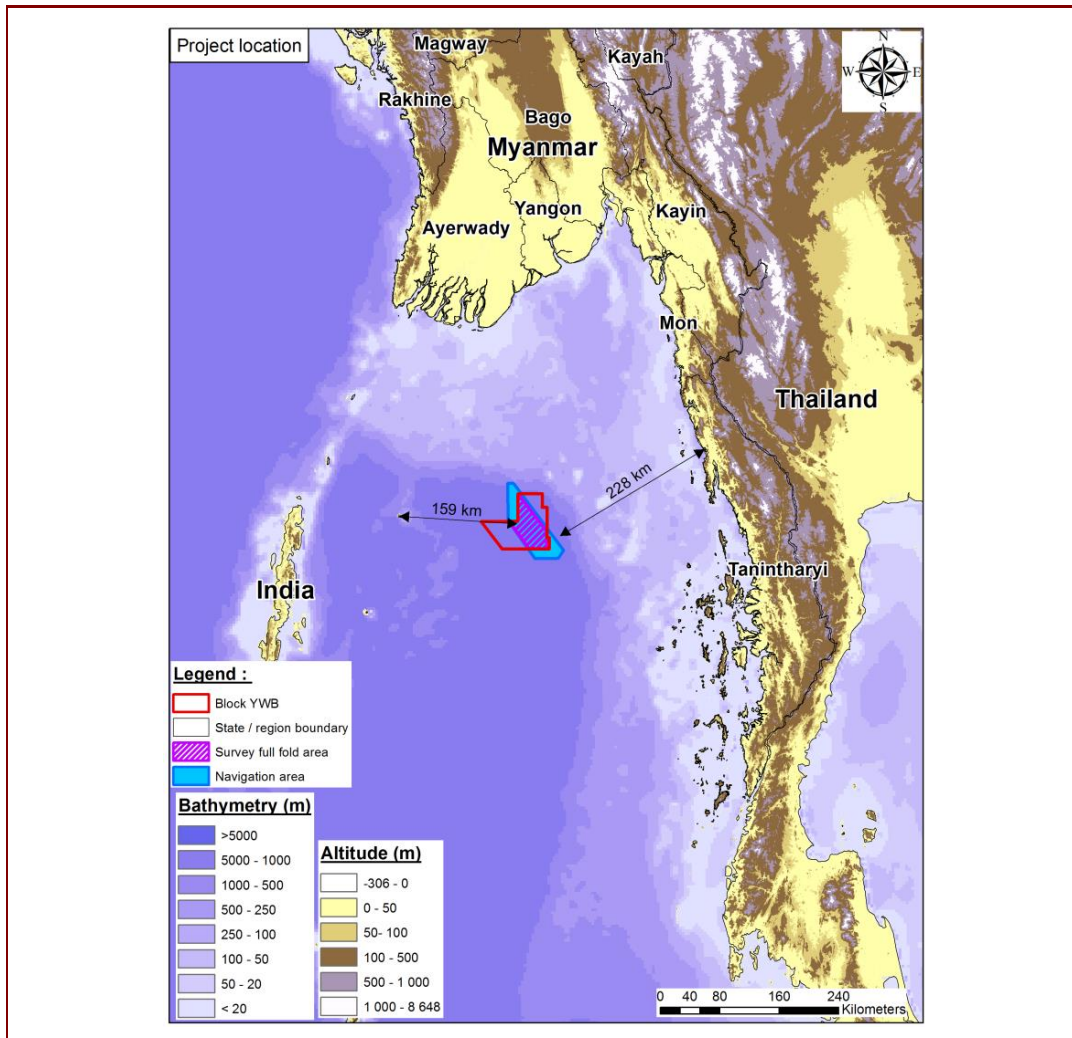 Project location
Magway
Kayah
N
W
E
S
Rakhine
Bago
Myanmar
Yangon
Kayin
Ayerwady
Mon
Thailand
228 km
159 km
Tanintharyi
India
Legend :
Block YWB
State / region boundary
Survey full fold area
Navigation area
Bathymetry (m)
>5000
5000 - 1000
1000 - 500
500 - 250
250 - 100
100 - 50
50 - 20
< 20
Altitude (m)
-306 - 0
0 - 50
50- 100
100 - 500
500 - 1 000
1 000 - 8 648
0 40 80 160 240
Kilometers